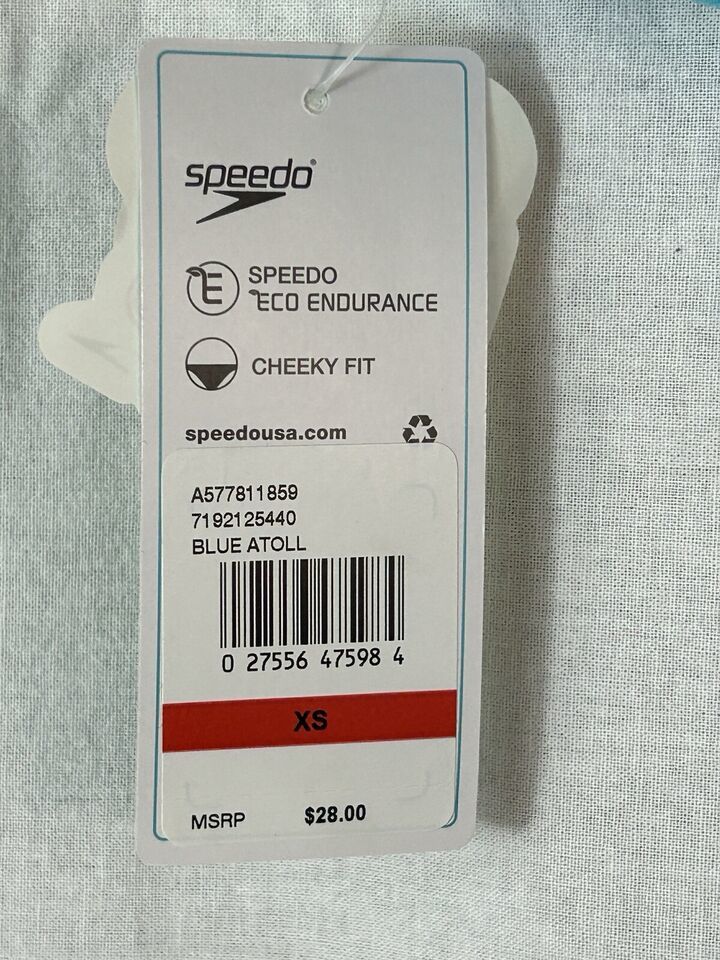 speedo®
SPEEDO
ECO ENDURANCE
CHEEKY FIT
speedousa.com
A577811859
7192125440
BLUE ATOLL
0 27556 47598 4
XS
MSRP $28.00